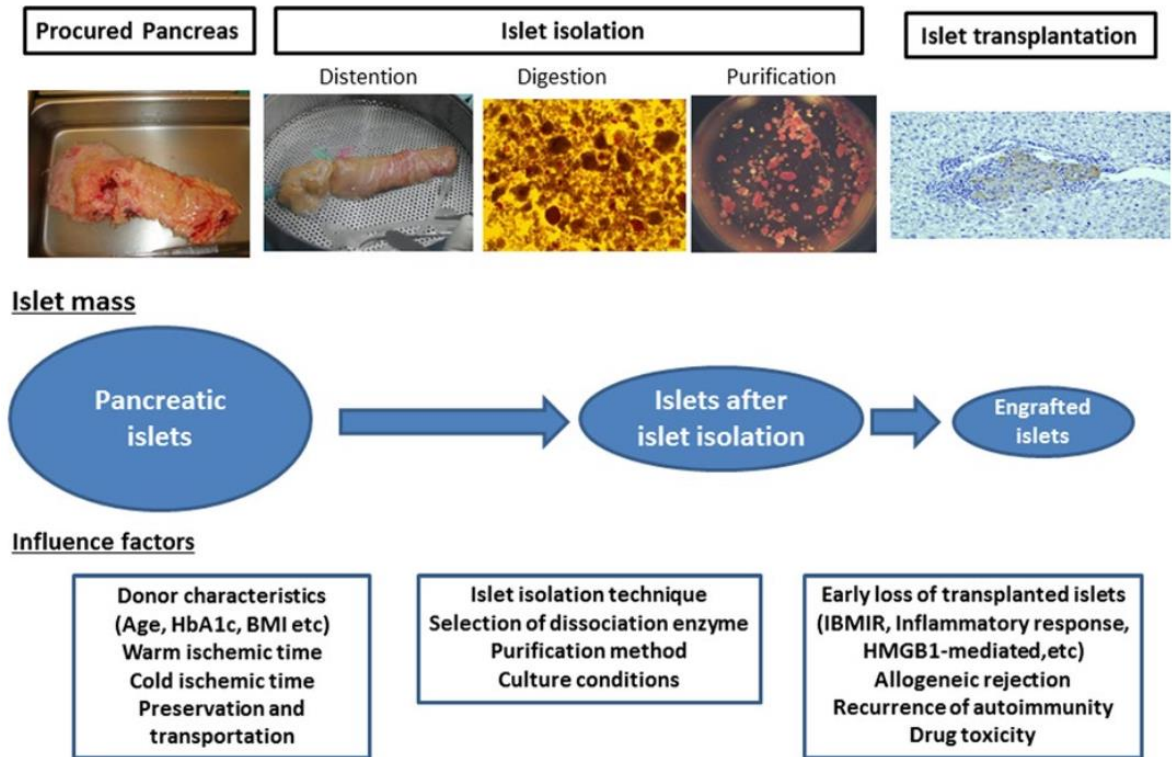 Procured Pancreas
Islet isolation
Islet transplantation
Distention
Digestion
Purification
Islet mass
Pancreatic
islets
Islets after
islet isolation
Engrafted
islets
Influence factors
Donor characteristics
(Age, HbA1c, BMI etc)
Warm ischemic time
Cold ischemic time
Preservation and
transportation
Islet isolation technique
Selection of dissociation enzyme
Purification method
Culture conditions
Early loss of transplanted islets
(IBMIR, Inflammatory response,
HMGB1-mediated,etc)
Allogeneic rejection
Recurrence of autoimmunity
Drug toxicity